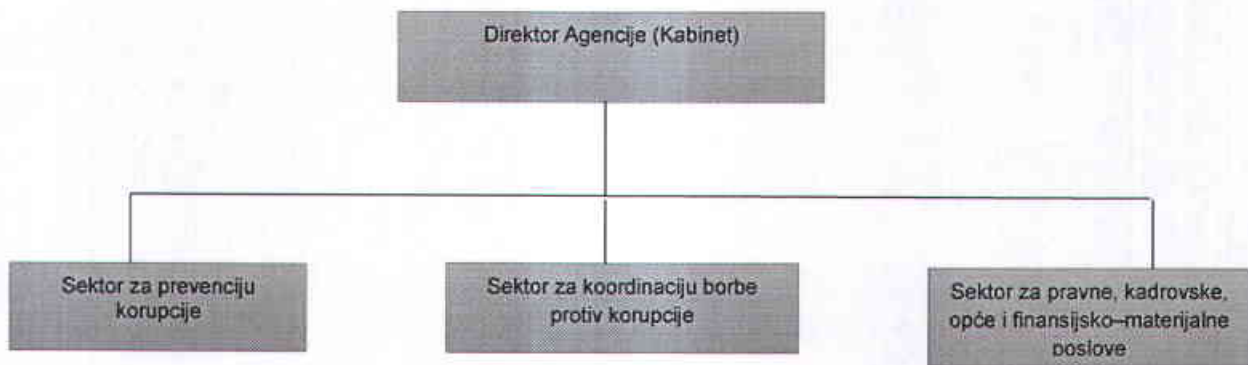 Direktor Agencije (Kabinet)
Sektor za prevenciju
korupcije
Sektor za koordinaciju borbe
protiv korupcije
Sektor za pravne, kadrovske,
opće i finansijsko–materijalne
poslove